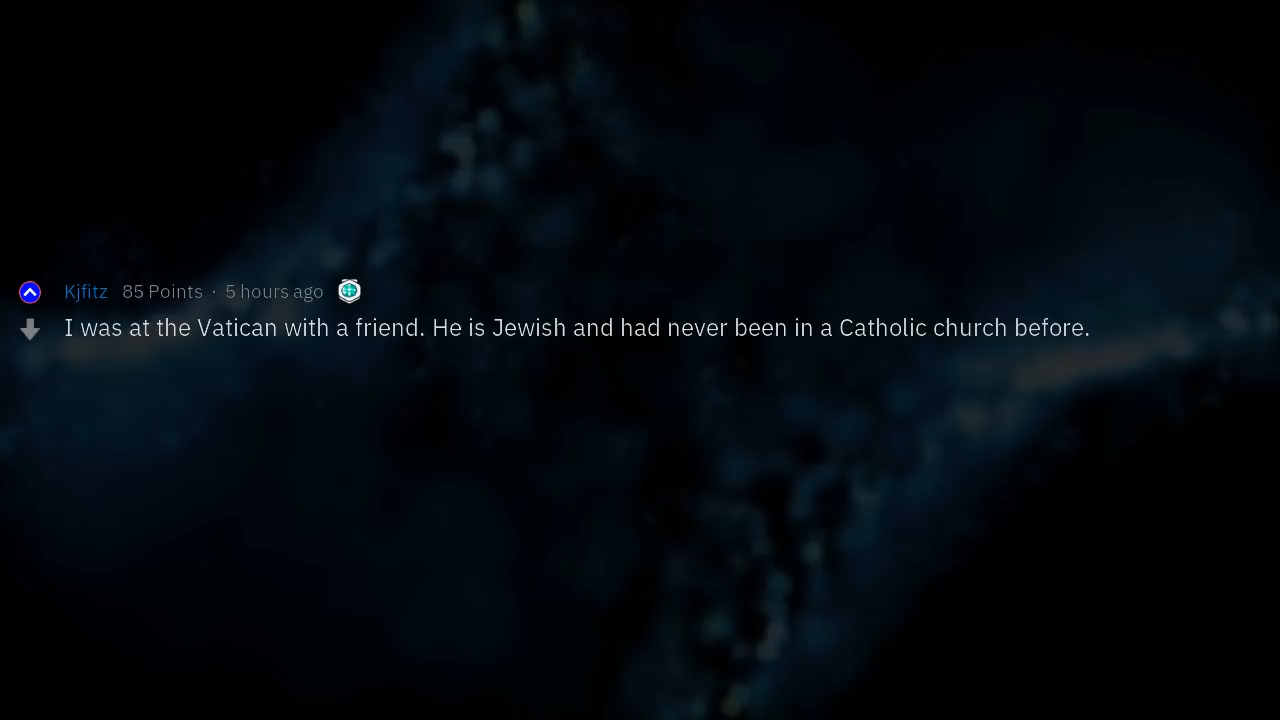 Kjfitz 85 Points · 5 hours ago
I was at the Vatican with a friend. He is Jewish and had never been in a Catholic church before.